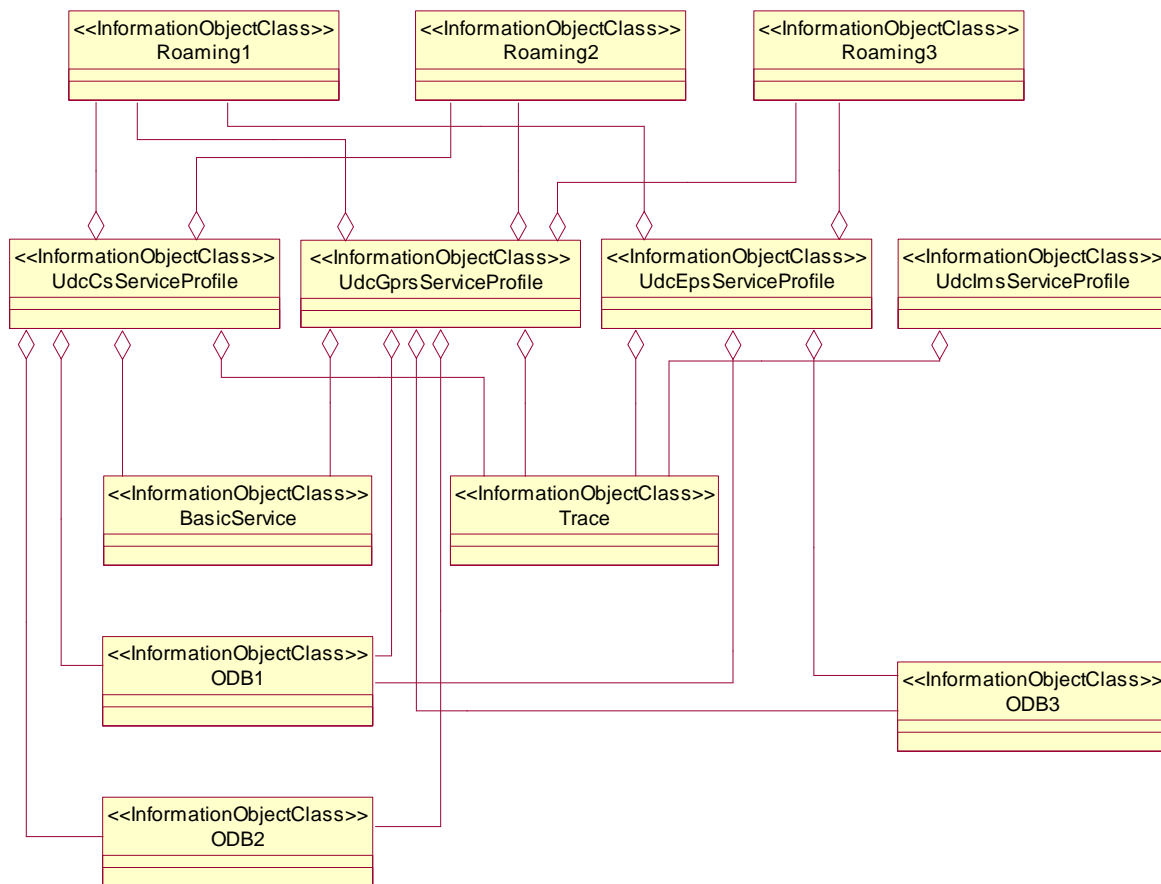 <<InformationObjectClass>>
Roaming1
<<InformationObjectClass>>
Roaming2
<<InformationObjectClass>>
Roaming3
<<InformationObjectClass>>
UdcCsServiceProfile
<<InformationObjectClass>>
UdcGprsServiceProfile
<<InformationObjectClass>>
UdcEpsServiceProfile
<<InformationObjectClass>>
UdcImsServiceProfile
<<InformationObjectClass>>
BasicService
<<InformationObjectClass>>
Trace
<<InformationObjectClass>>
ODB1
<<InformationObjectClass>>
ODB3
<<InformationObjectClass>>
ODB2